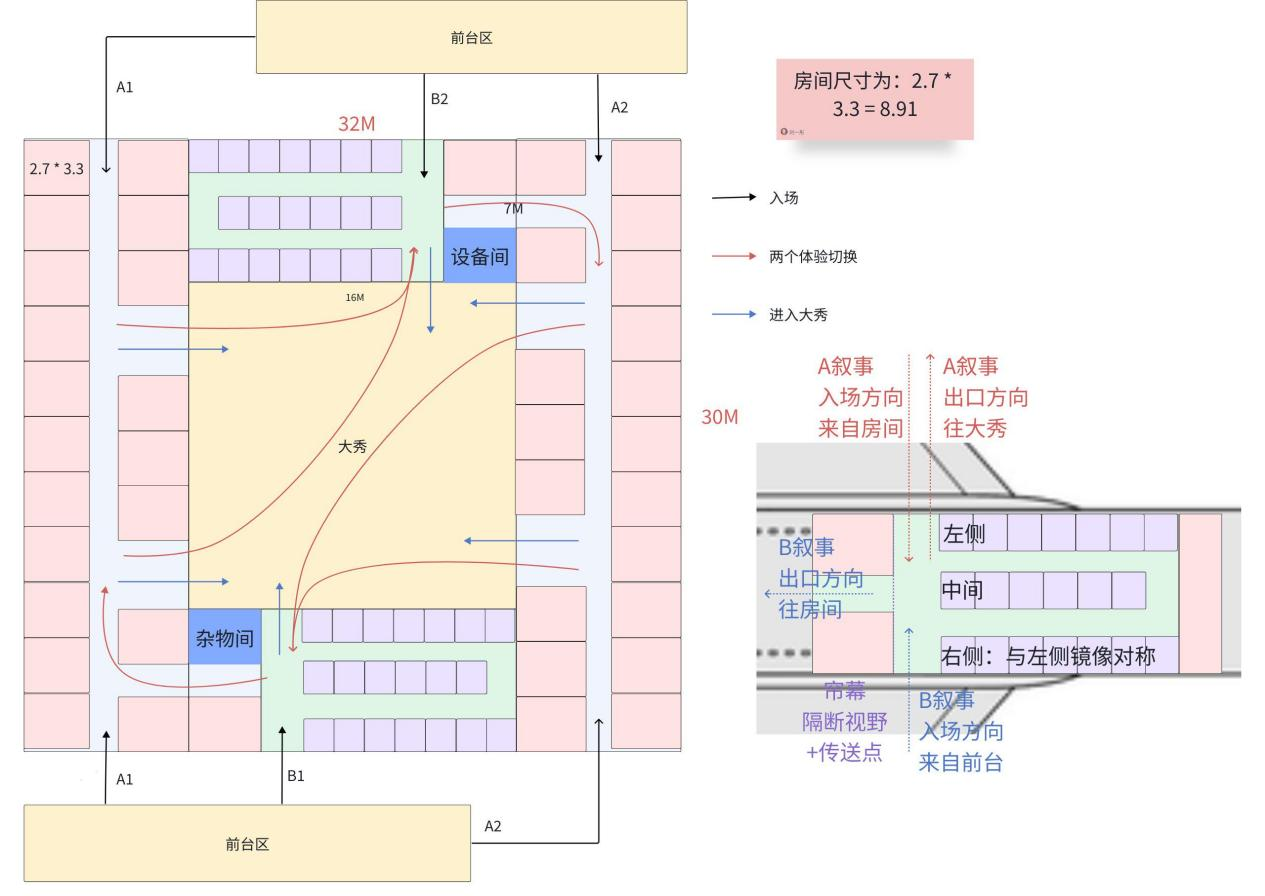 前台区
A1
B2
A2
32M
2.7 * 3.3
7M
设备间
16M
大秀
30M
杂物间
A1
B1
A2
前台区
房间尺寸为：2.7 *
3.3 = 8.91
入场
两个体验切换
进入大秀
A叙事
入场方向
来自房间
A叙事
出口方向
往大秀
左侧
B叙事
出口方向
往房间
中间
右侧：与左侧镜像对称
帘幕
隔断视野
+传送点
B叙事
入场方向
来自前台